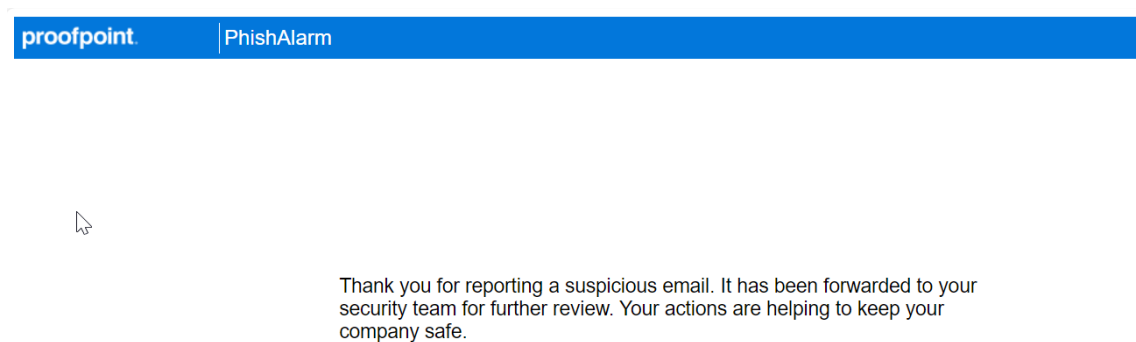 proofpoint. PhishAlarm
Thank you for reporting a suspicious email. It has been forwarded to your
security team for further review. Your actions are helping to keep your
company safe.